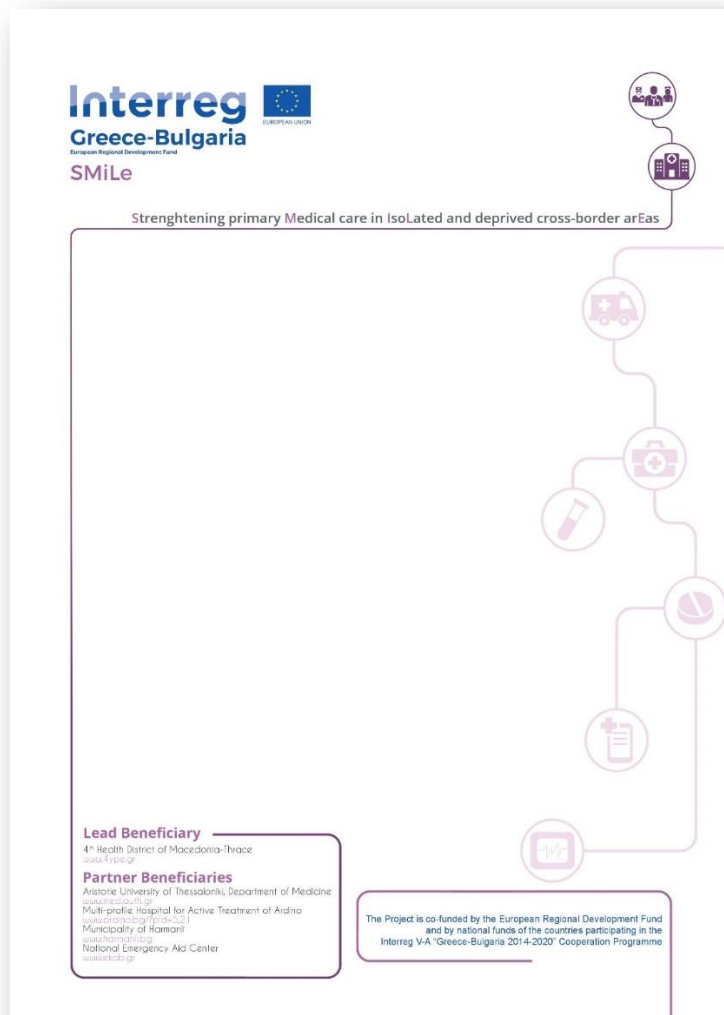 Interreg
EUROPEAN UNION
Greece-Bulgaria
European Regional Development Fund
SMiLe
Strenghtening primary Medical care in IsoLated and deprived cross-border arEas
Lead Beneficiary
4th Health District of Macedonia-Thrace
www.4ype.gr
Partner Beneficiaries
Aristotle University of Thessaloniki, Department of Medicine
www.med.auth.gr
Multi-profile Hospital for Active Treatment of Ardino
Municipality of Harmanli
www.harmanli.bg
National Emergency Aid Center
www.ekab.gr
The Project is co-funded by the European Regional Development Fund
and by national funds of the countries participating in the
Interreg V-A "Greece-Bulgaria 2014-2020" Cooperation Programme